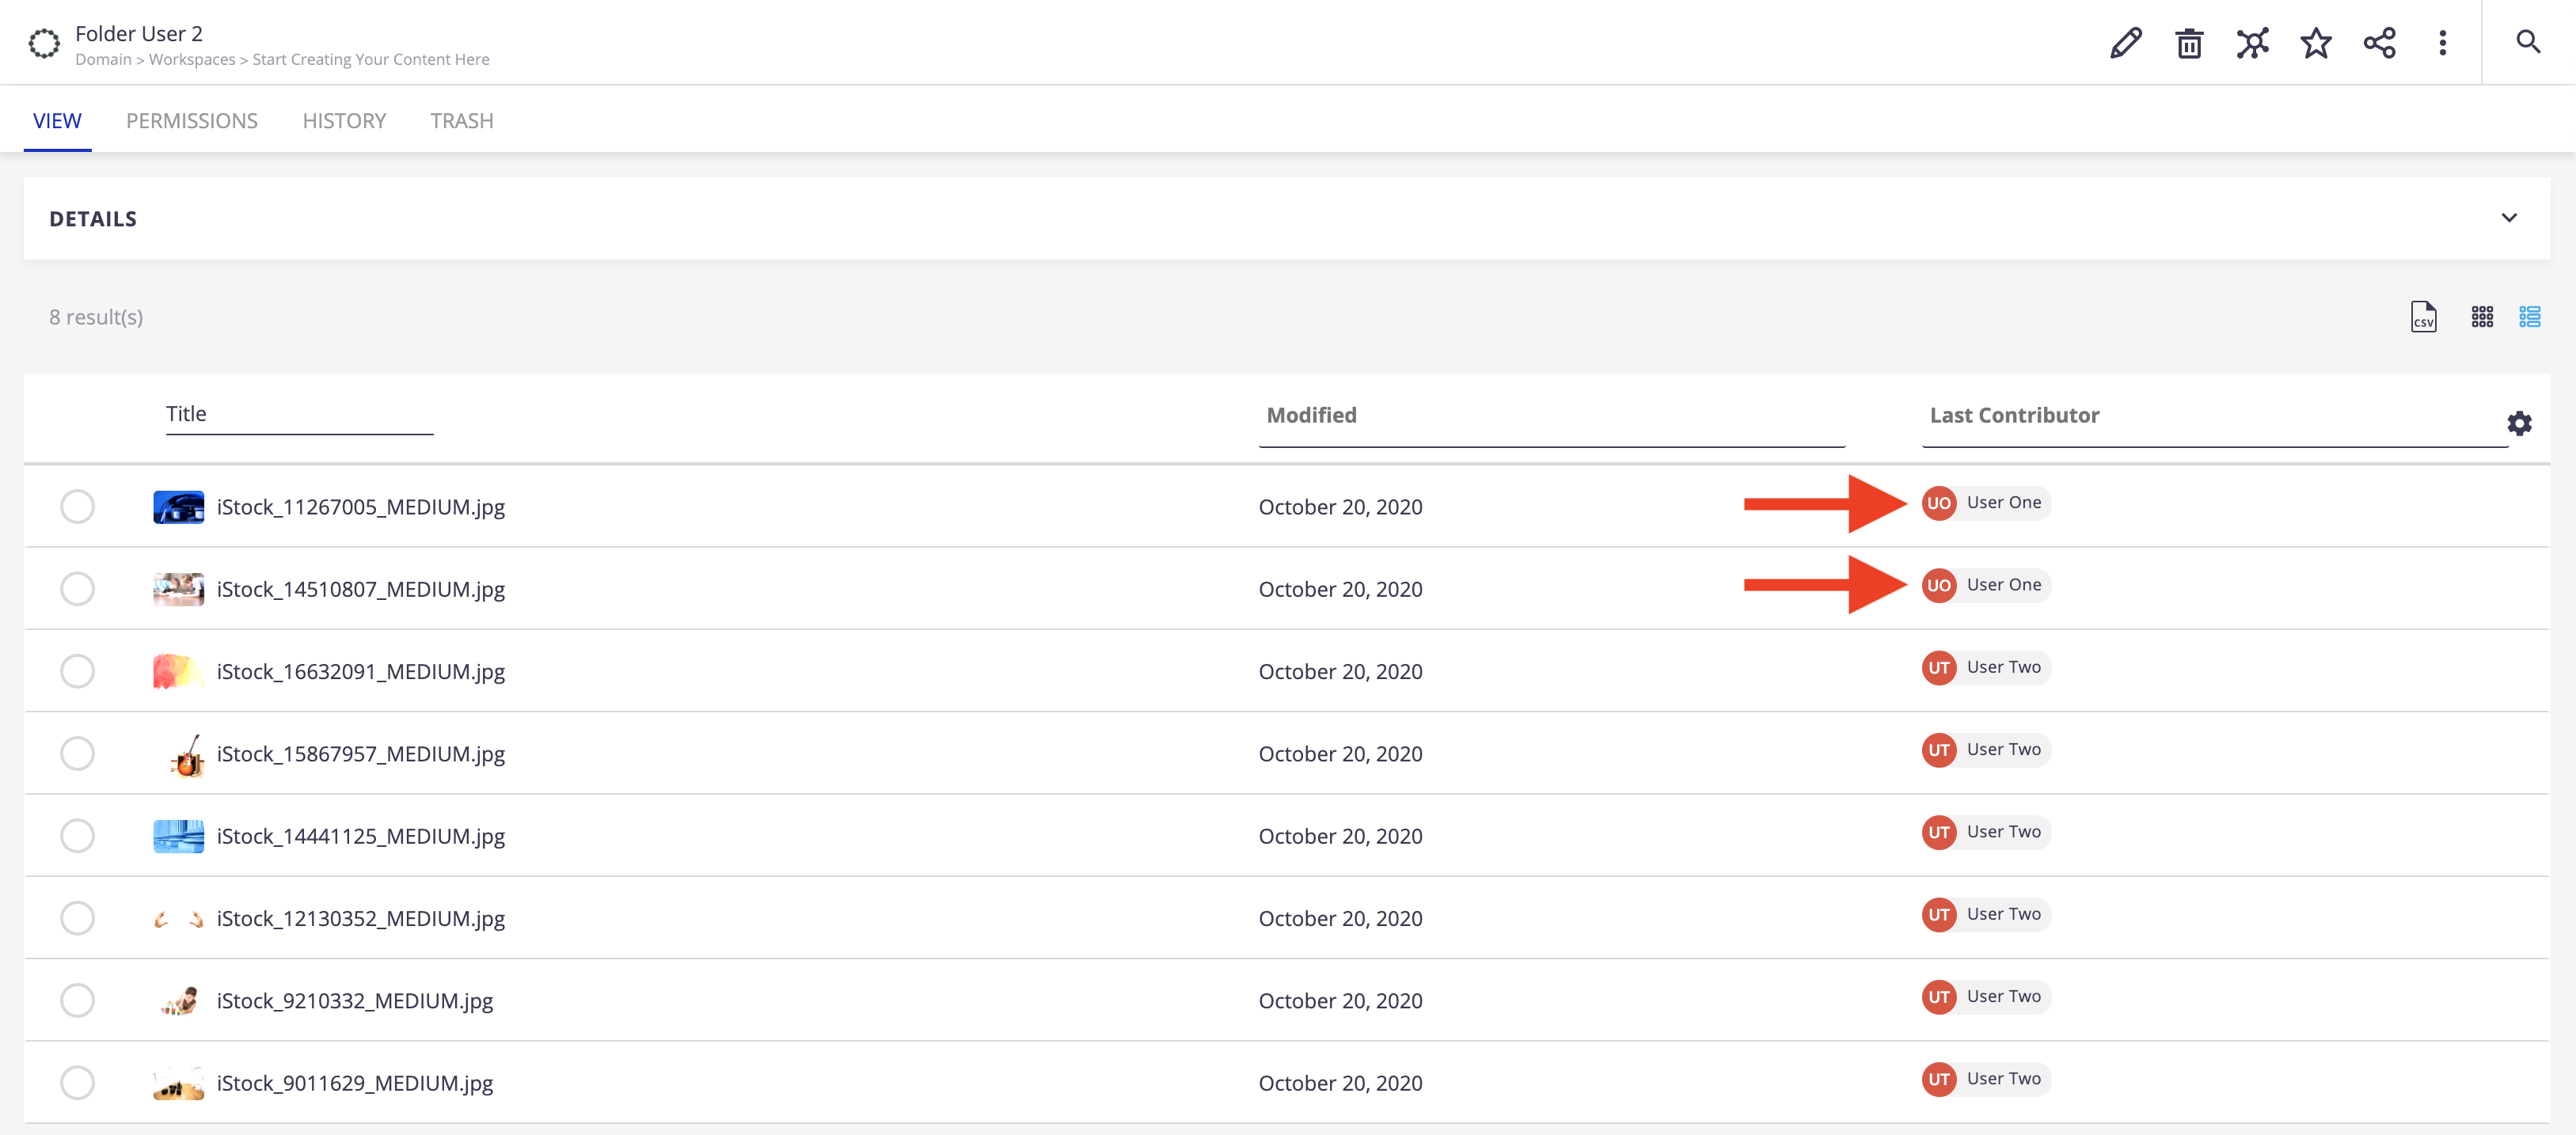 Folder User 2
Domain > Workspaces > Start Creating Your Content Here
VIEW PERMISSIONS HISTORY TRASH
DETAILS
8 result(s)
CSV
Title Modified Last Contributor
iStock_11267005_MEDIUM.jpg October 20, 2020 UO User One
iStock_14510807_MEDIUM.jpg October 20, 2020 UO User One
iStock_16632091_MEDIUM.jpg October 20, 2020 UT User Two
iStock_15867957_MEDIUM.jpg October 20, 2020 UT User Two
iStock_14441125_MEDIUM.jpg October 20, 2020 UT User Two
iStock_12130352_MEDIUM.jpg October 20, 2020 UT User Two
iStock_9210332_MEDIUM.jpg October 20, 2020 UT User Two
iStock_9011629_MEDIUM.jpg October 20, 2020 UT User Two